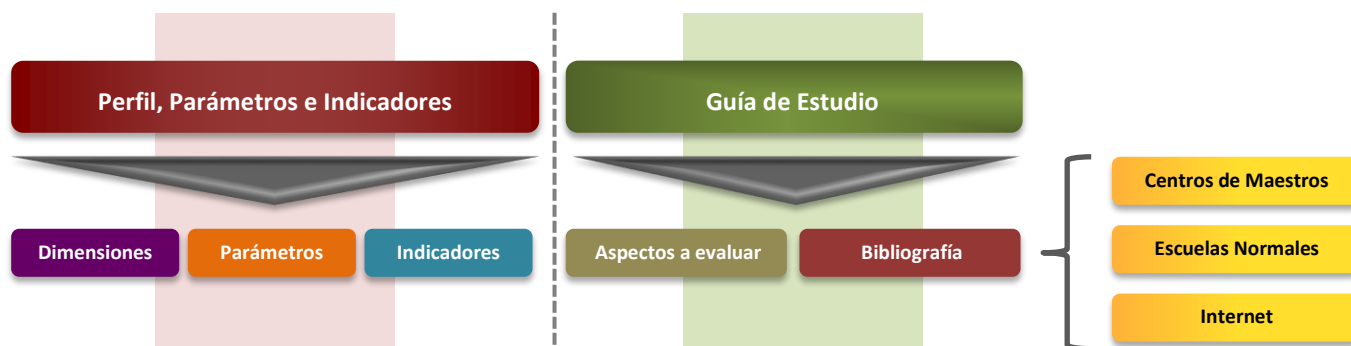 Perfil, Parámetros e Indicadores
Dimensiones
Parámetros
Indicadores
Guía de Estudio
Aspectos a evaluar
Bibliografía
Centros de Maestros
Escuelas Normales
Internet